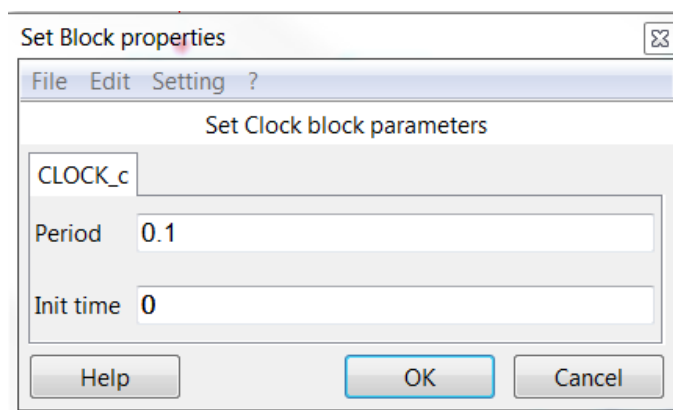 Set Block properties
File Edit Setting ?
Set Clock block parameters
CLOCK_c
Period 0.1
Init time 0
Help OK Cancel